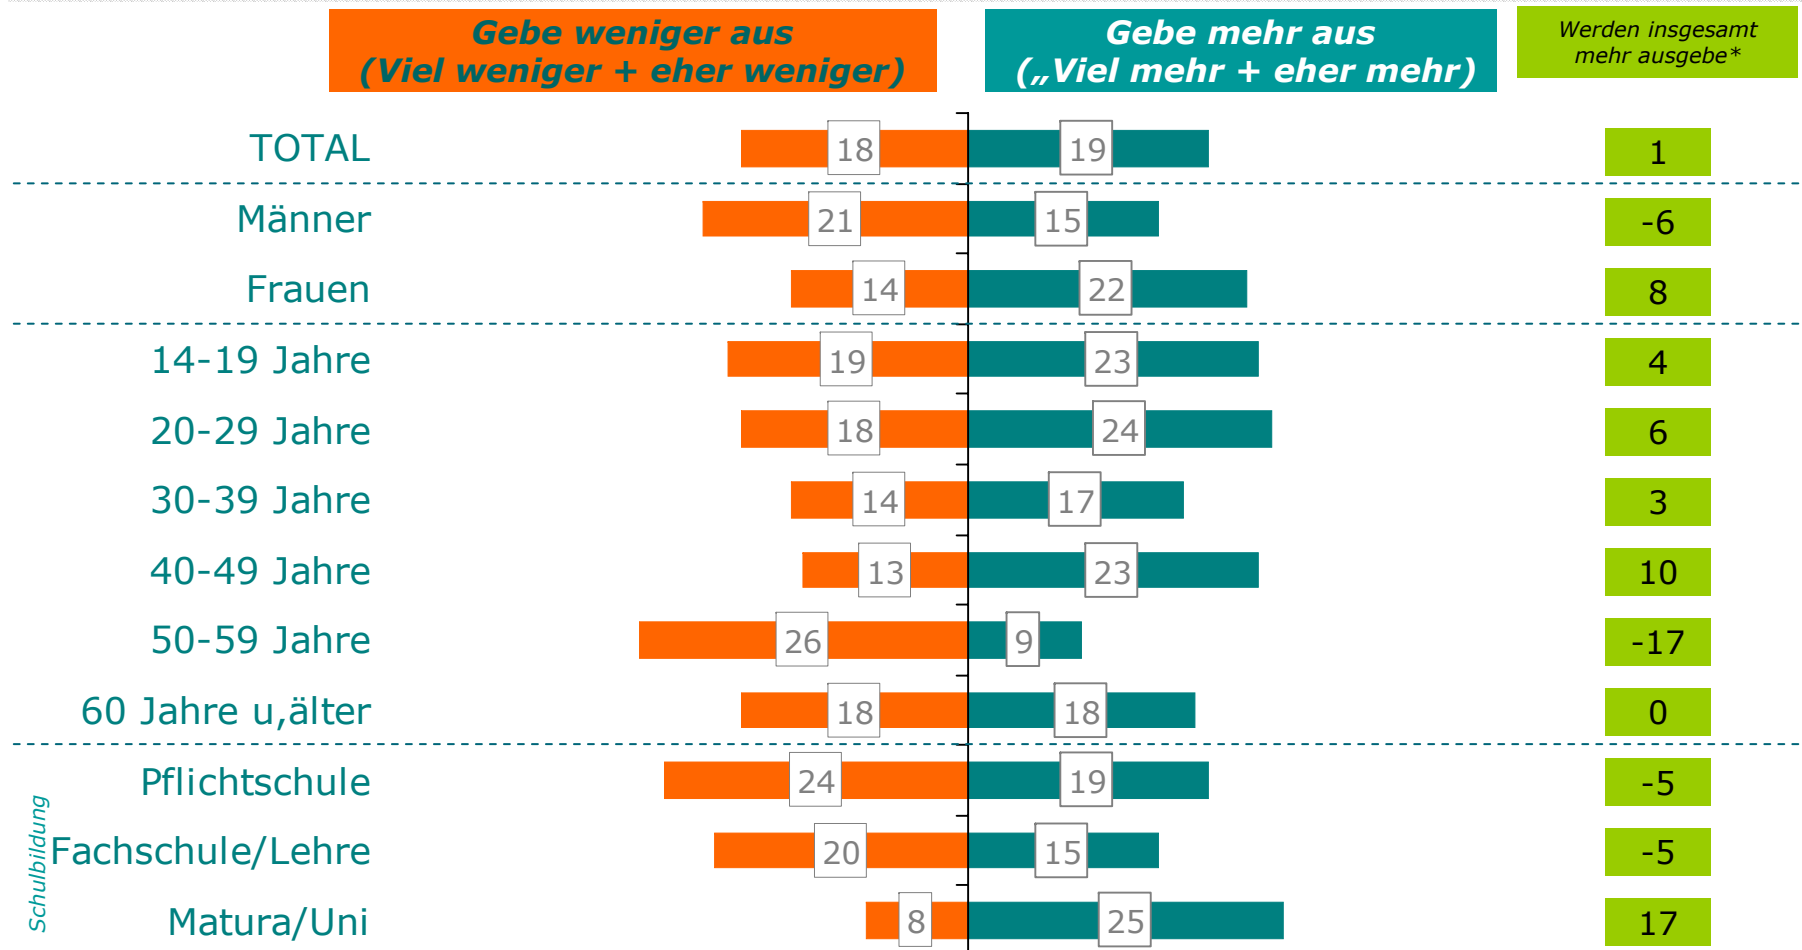 Gebe weniger aus
(Viel weniger + eher weniger)
Gebe mehr aus
(„Viel mehr + eher mehr)
Werden insgesamt
mehr ausgebe*
TOTAL 18 19 1
Männer 21 15 -6
Frauen 14 22 8
14-19 Jahre 19 23 4
20-29 Jahre 18 24 6
30-39 Jahre 14 17 3
40-49 Jahre 13 23 10
50-59 Jahre 26 9 -17
60 Jahre u,älter 18 18 0
Schulbildung
Pflichtschule 24 19 -5
Fachschule/Lehre 20 15 -5
Matura/Uni 8 25 17